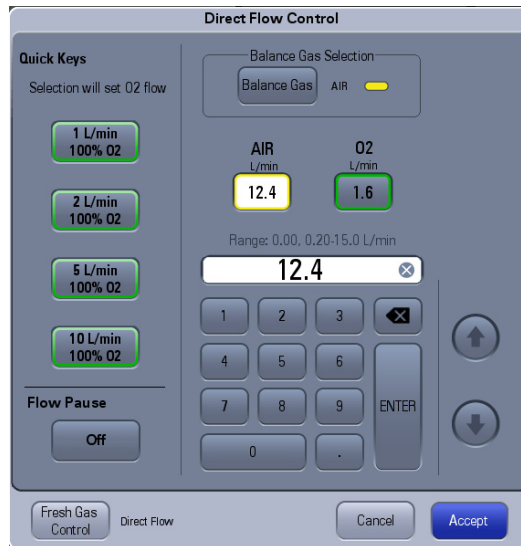 Direct Flow Control
Quick Keys
Selection will set O2 flow
1 L/min
100% O2
2 L/min
100% O2
5 L/min
100% O2
10 L/min
100% O2
Flow Pause
Off
Balance Gas Selection
Balance Gas
AIR
AIR
L/min
12.4
O2
L/min
1.6
Range: 0.00, 0.20-15.0 L/min
12.4
1 2 3
4 5 6
7 8 9 ENTER
0 .
Fresh Gas
Control
Direct Flow
Cancel
Accept